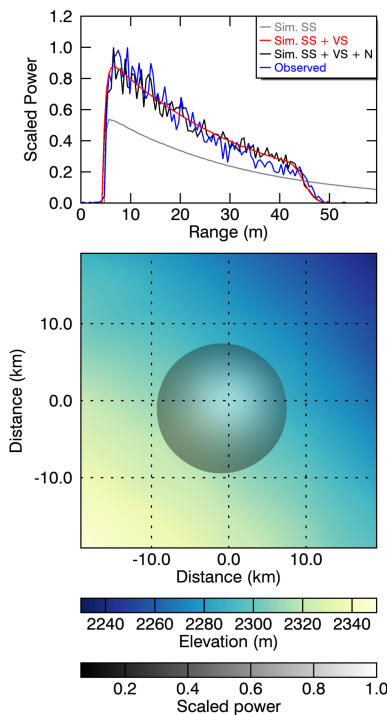 1.2
1.0
0.8
0.6
0.4
0.2
0.0
Scaled Power
Sim. SS
Sim. SS + VS
Sim. SS + VS + N
Observed
0 10 20 30 40 50
Range (m)
10.0
0.0
-10.0
Distance (km)
-10.0 0.0 10.0
Distance (km)
2240 2260 2280 2300 2320 2340
Elevation (m)
0.2 0.4 0.6 0.8 1.0
Scaled power